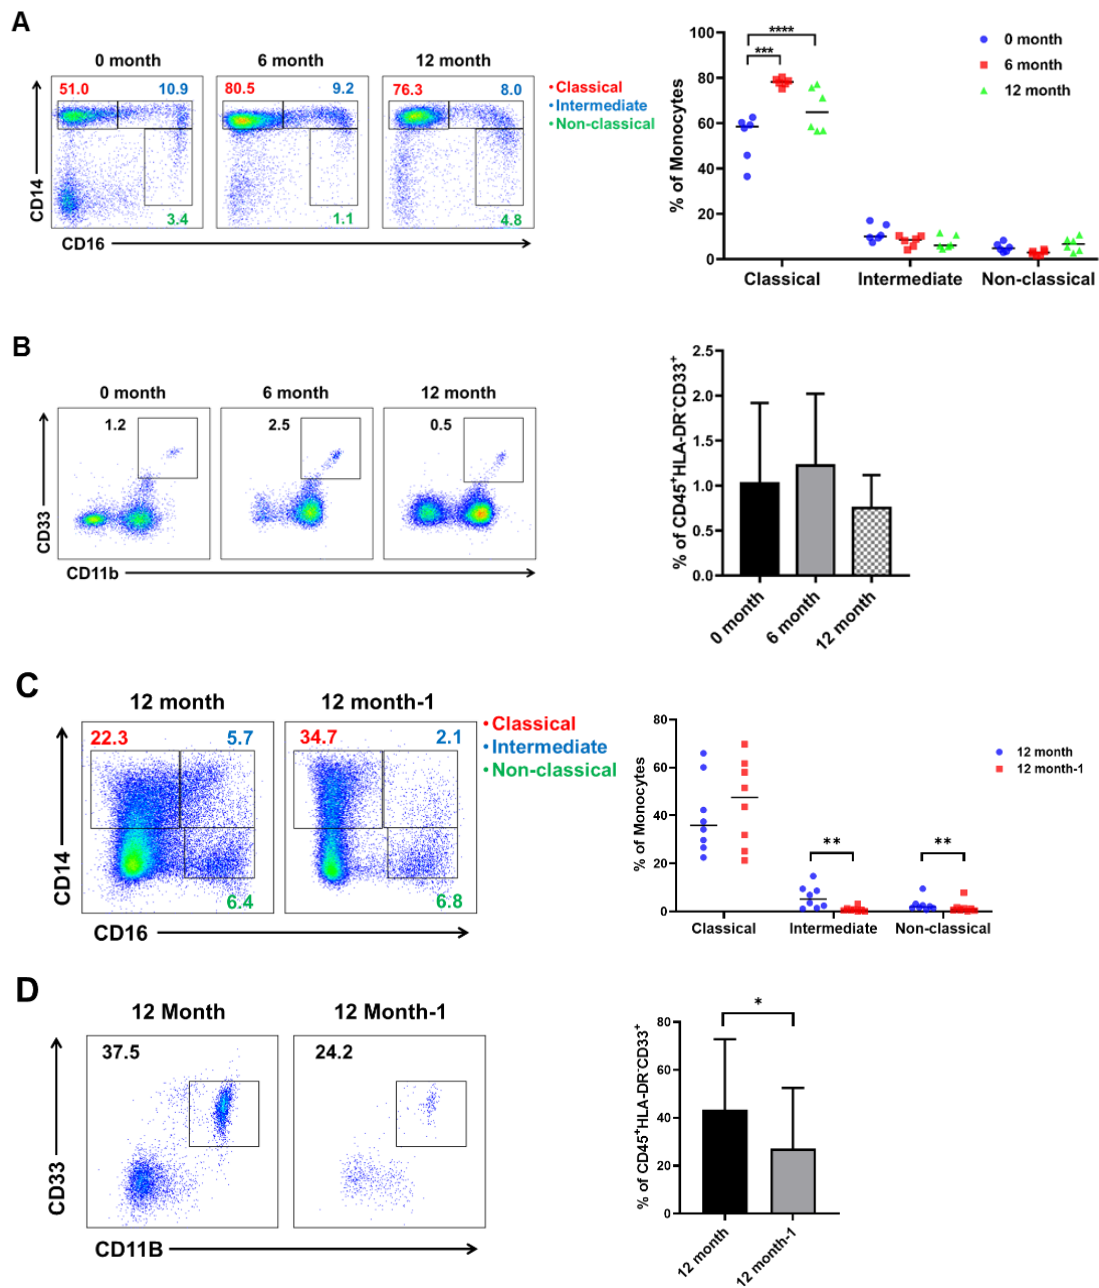 A
0 month
6 month
12 month
51.0
10.9
80.5
9.2
76.3
8.0
3.4
1.1
4.8
•Classical
•Intermediate
•Non-classical
CD14
CD16
% of Monocytes
100
80
60
40
20
0
***
****
0 month
6 month
12 month
Classical
Intermediate
Non-classical
B
0 month
6 month
12 month
1.2
2.5
0.5
CD33
CD11b
% of CD45+HLA-DR-CD33+
2.5
2.0
1.5
1.0
0.5
0.0
0 month
6 month
12 month
C
12 month
12 month-1
22.3
5.7
34.7
2.1
6.4
6.8
•Classical
•Intermediate
•Non-classical
CD14
CD16
% of Monocytes
80
60
40
20
0
**
**
12 month
12 month-1
Classical
Intermediate
Non-classical
D
12 Month
12 Month-1
37.5
24.2
CD33
CD11B
% of CD45+HLA-DR-CD33+
80
60
40
20
0
*
12 month
12 month-1